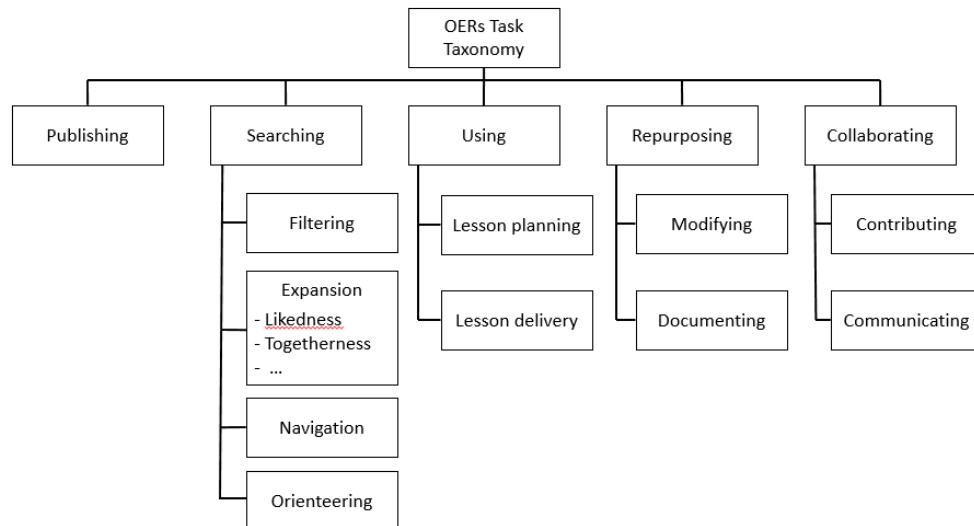 OERs Task
Taxonomy
Publishing
Searching
Using
Repurposing
Collaborating
Filtering
Expansion
- Likedness
- Togetherness
- ...
Navigation
Orienteering
Lesson planning
Lesson delivery
Modifying
Documenting
Contributing
Communicating